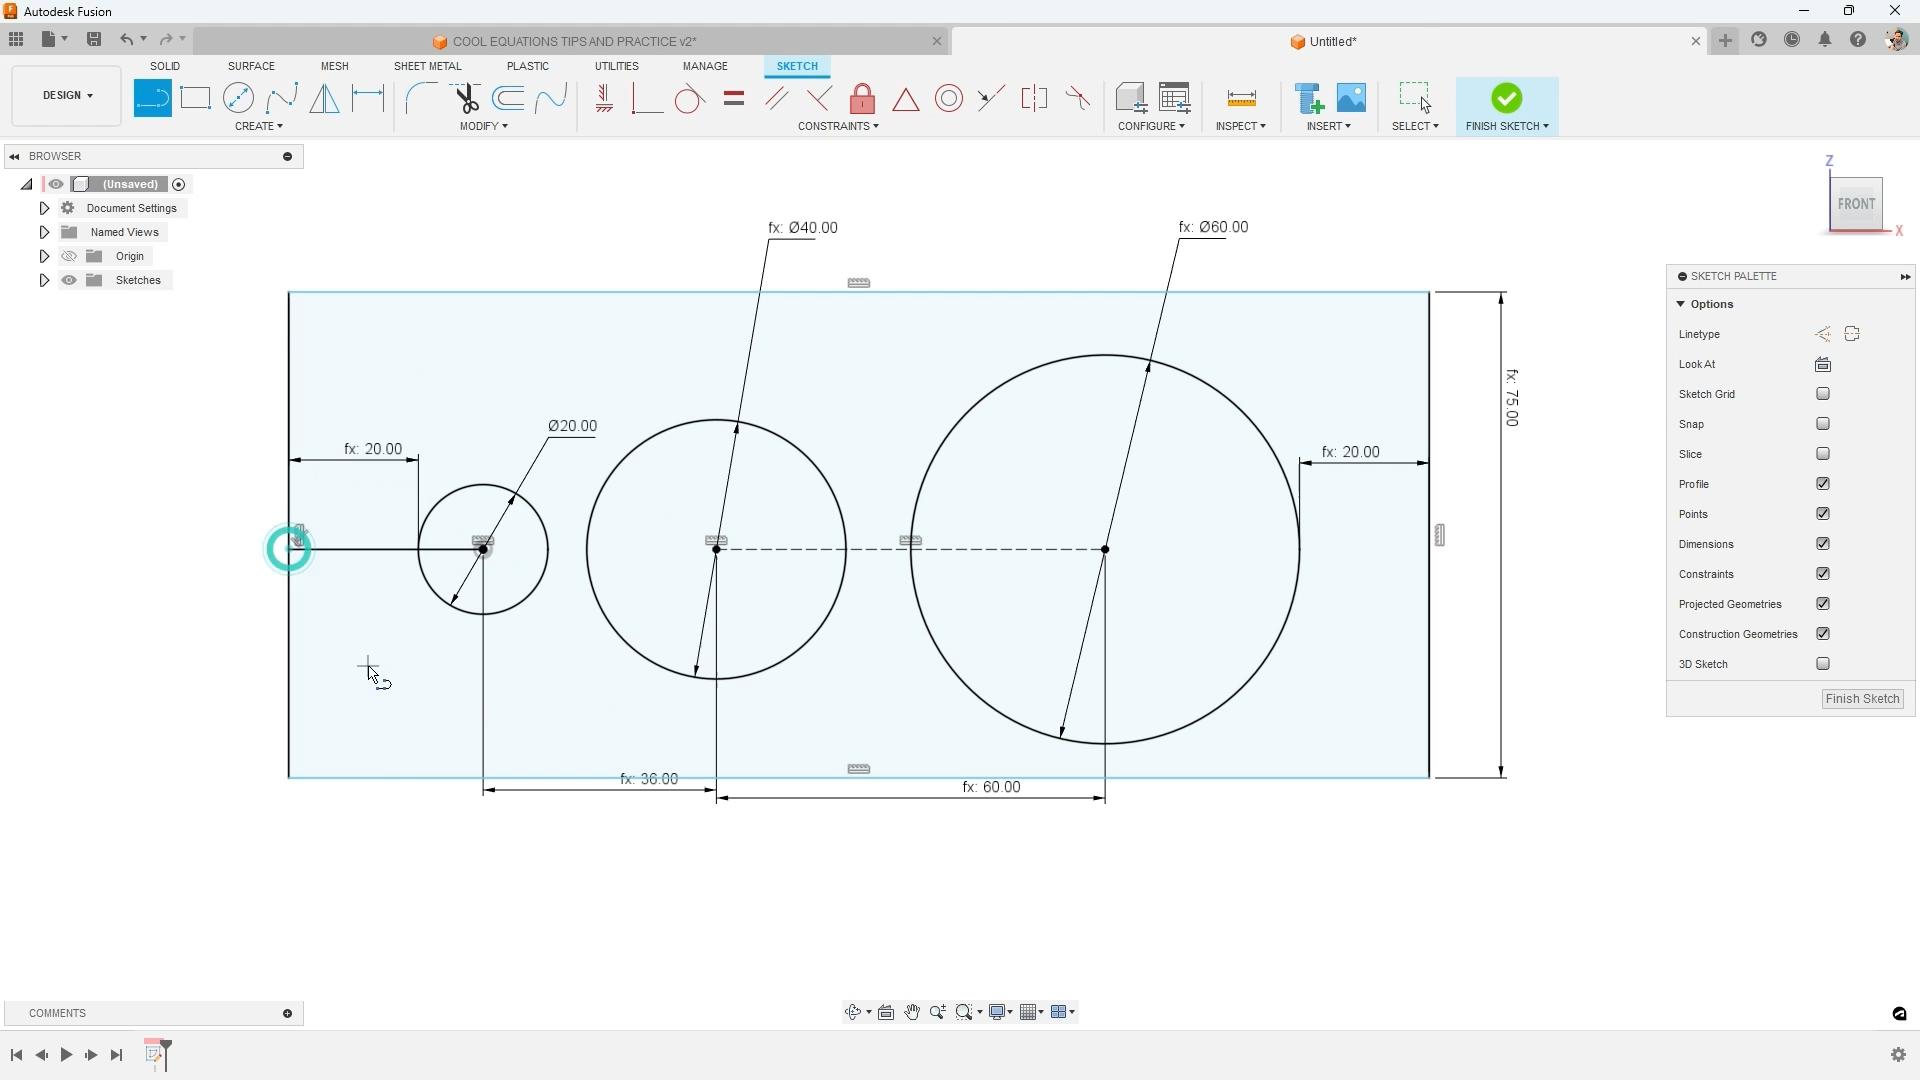 Autodesk Fusion
COOL EQUATIONS TIPS AND PRACTICE v2*
Untitled*
SOLID SURFACE MESH SHEET METAL PLASTIC UTILITIES MANAGE SKETCH
DESIGN
CREATE MODIFY CONSTRAINTS CONFIGURE INSPECT INSERT SELECT FINISH SKETCH
BROWSER
(Unsaved)
Document Settings
Named Views
Origin
Sketches
Z
FRONT
X
fx: Ø40.00
fx: Ø60.00
Ø20.00
fx: 20.00
fx: 20.00
fx: 75.00
fx: 36.00
fx: 60.00
SKETCH PALETTE
Options
Linetype
Look At
Sketch Grid
Snap
Slice
Profile
Points
Dimensions
Constraints
Projected Geometries
Construction Geometries
3D Sketch
Finish Sketch
COMMENTS